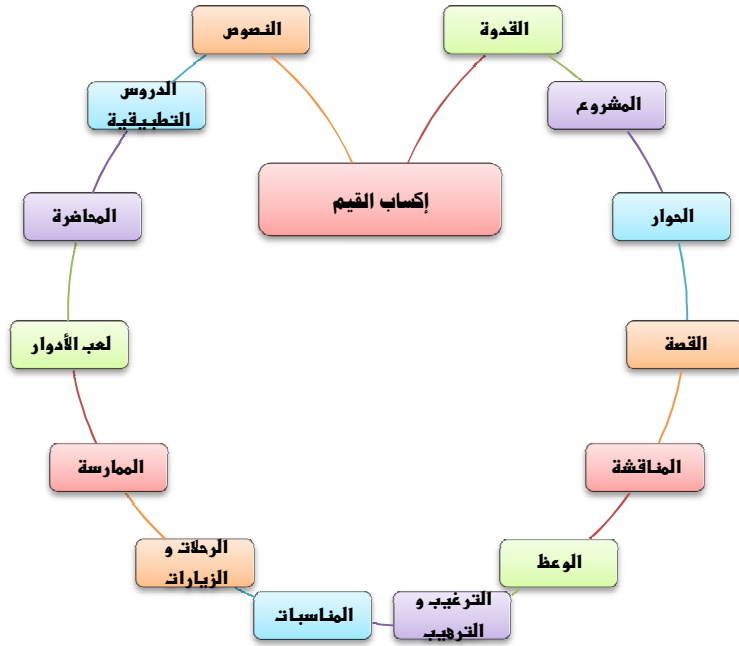 إكساب القيم
القدوة
المشروع
الحوار
القصة
المناقشة
الوعظ
الترغيب و
الترهيب
المناسبات
الرحلات و
الزيارات
الممارسة
لعب الأدوار
المحاضرة
الدروس
التطبيقية
النصوص